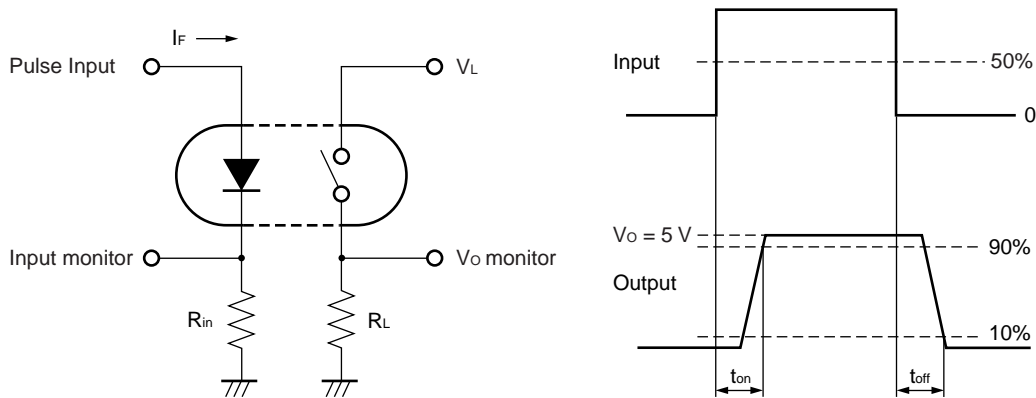 IF
Pulse Input
VL
Input monitor
VO monitor
Rin
RL
Input
50%
0
VO = 5 V
90%
Output
10%
ton
toff